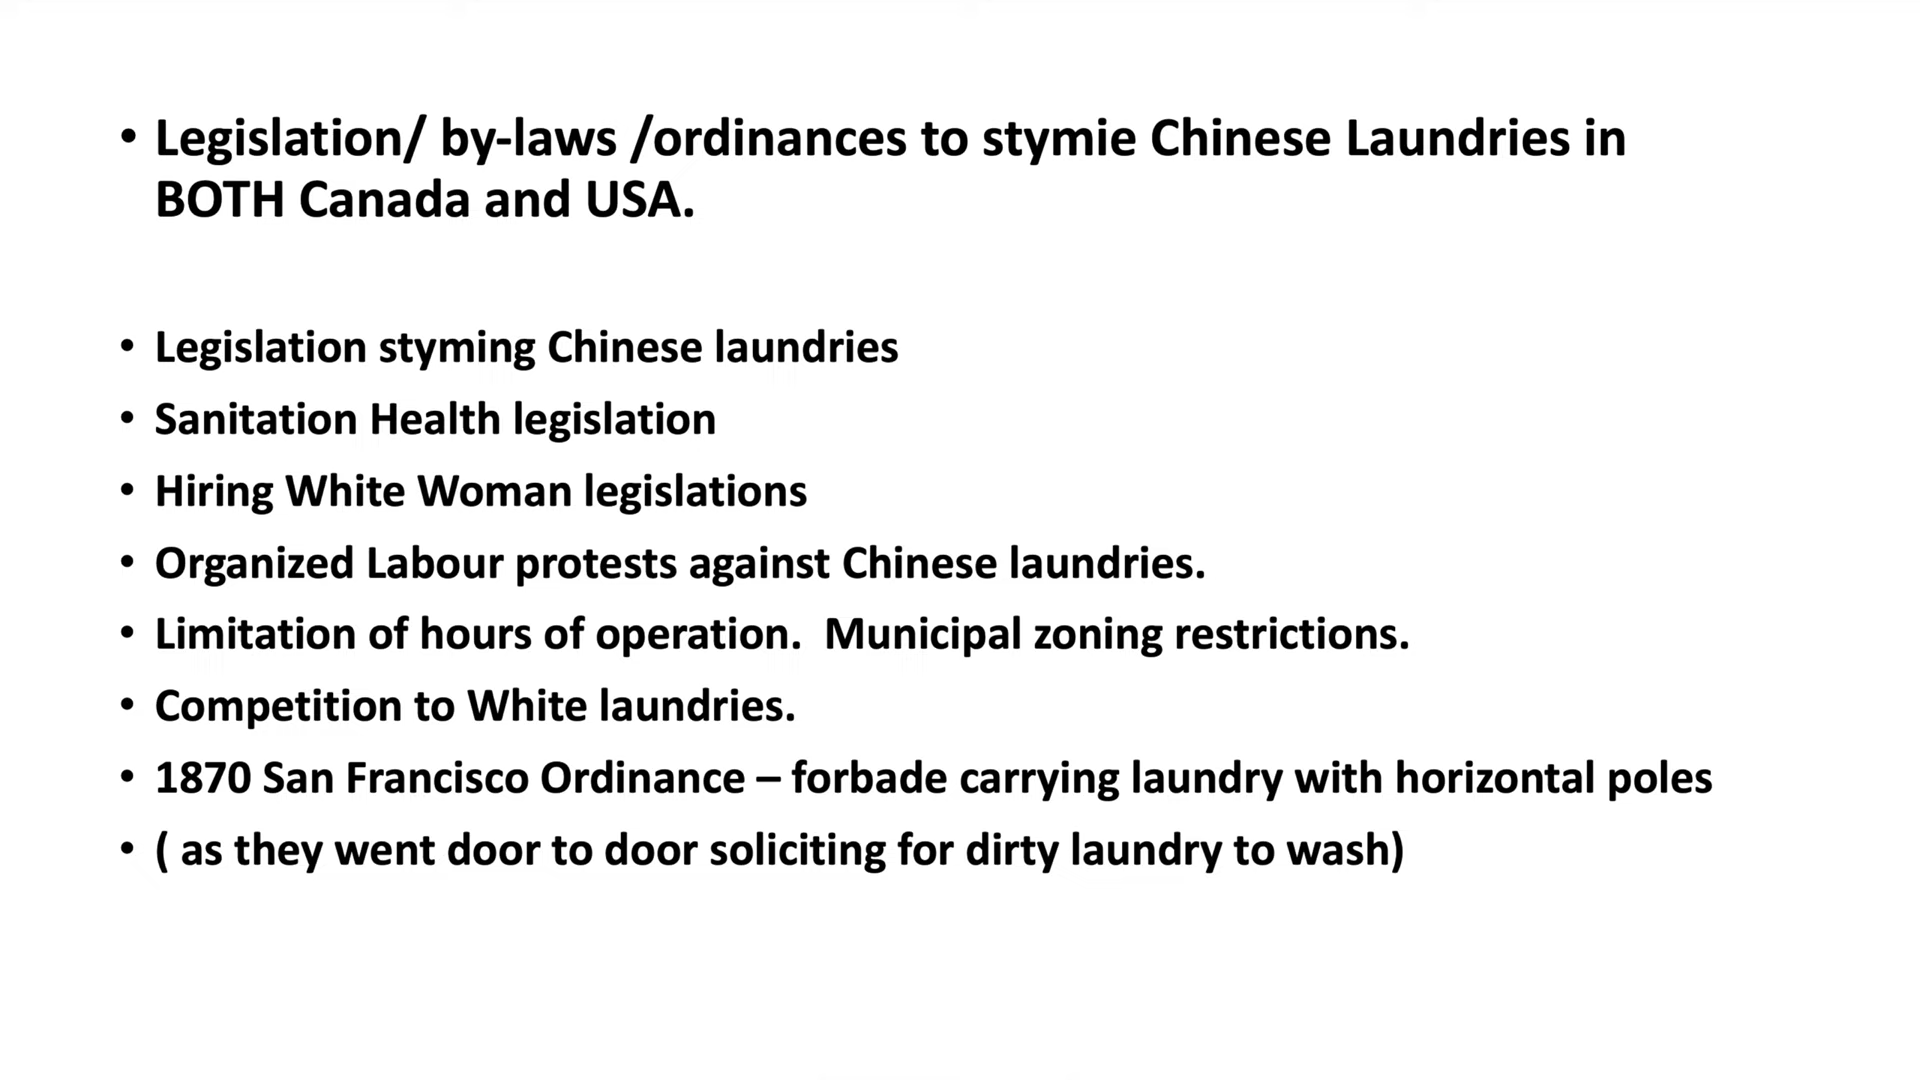 • Legislation/ by-laws /ordinances to stymie Chinese Laundries in
BOTH Canada and USA.
• Legislation styming Chinese laundries
• Sanitation Health legislation
• Hiring White Woman legislations
• Organized Labour protests against Chinese laundries.
• Limitation of hours of operation.  Municipal zoning restrictions.
• Competition to White laundries.
• 1870 San Francisco Ordinance – forbade carrying laundry with horizontal poles
• ( as they went door to door soliciting for dirty laundry to wash)